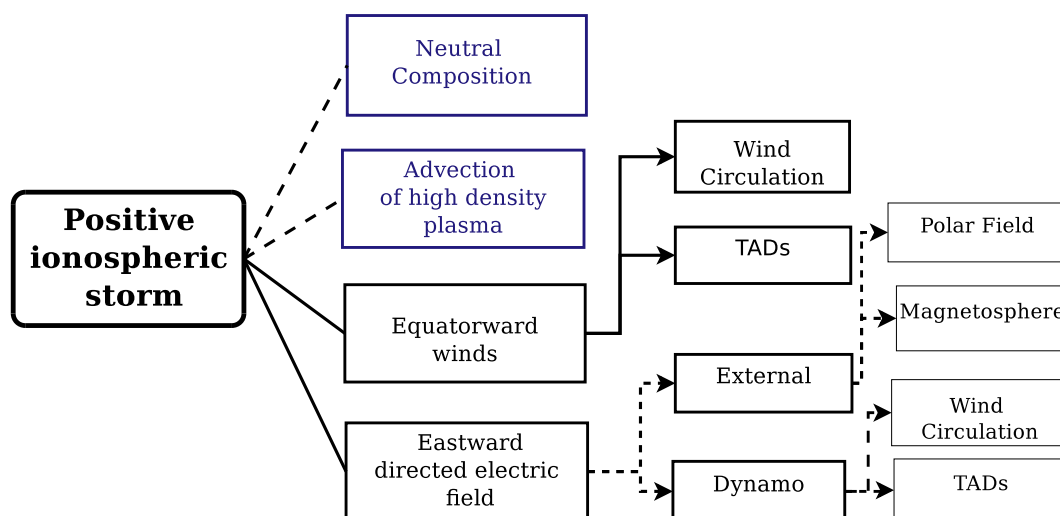 Positive
ionospheric
storm
Neutral
Composition
Advection
of high density
plasma
Equatorward
winds
Eastward
directed electric
field
Wind
Circulation
TADs
External
Dynamo
Polar Field
Magnetosphere
Wind
Circulation
TADs